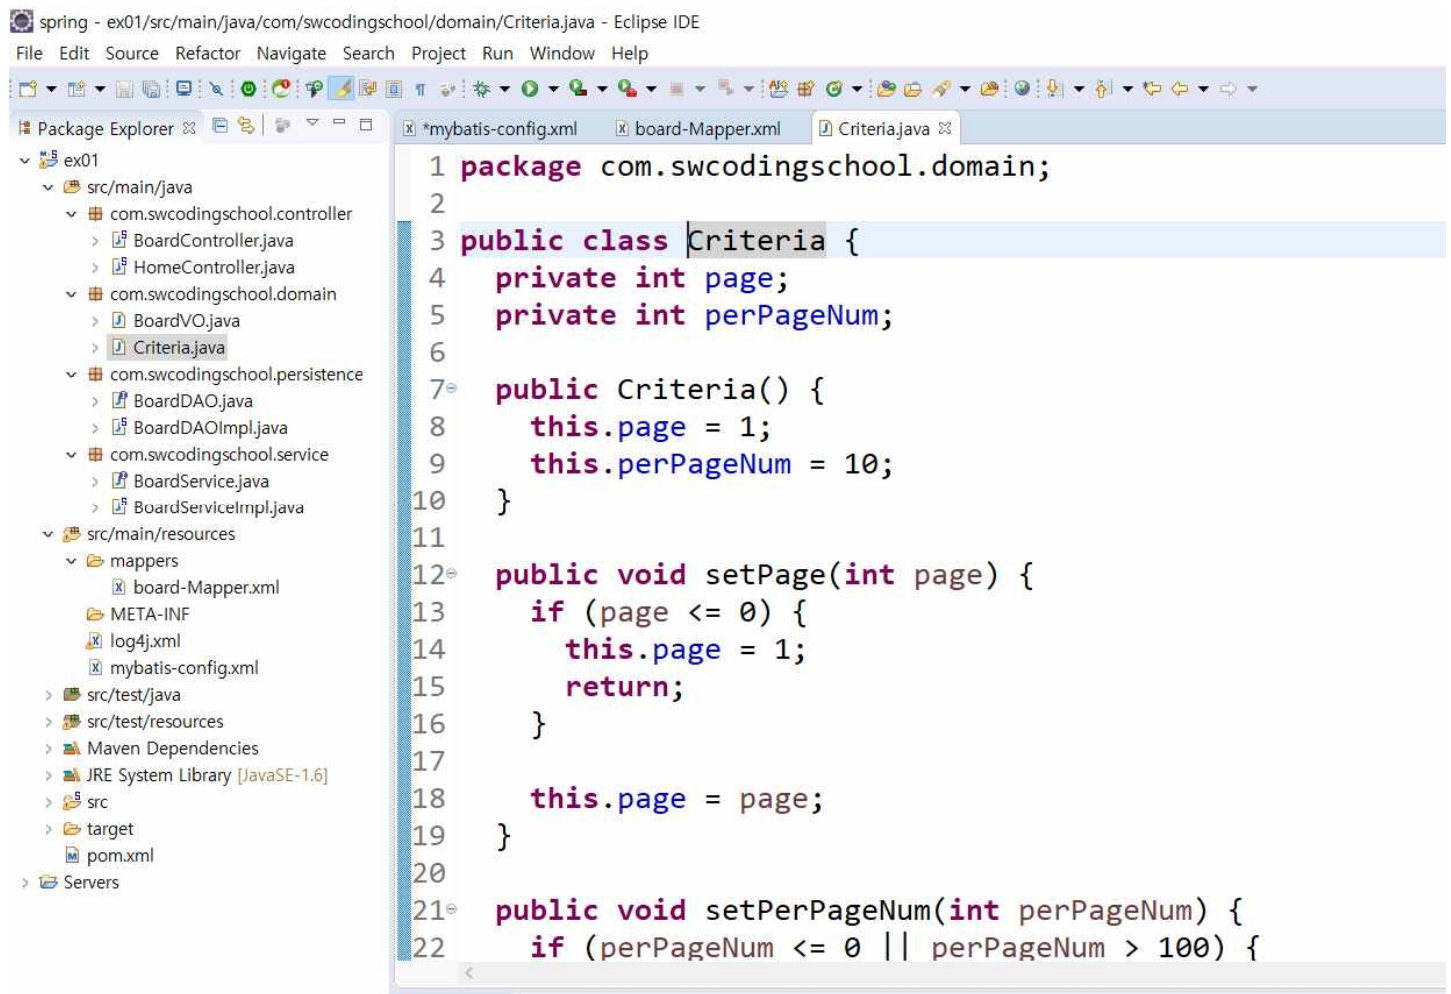 spring - ex01/src/main/java/com/swcodingschool/domain/Criteria.java - Eclipse IDE
File Edit Source Refactor Navigate Search Project Run Window Help
Package Explorer
ex01
src/main/java
com.swcodingschool.controller
BoardController.java
HomeController.java
com.swcodingschool.domain
BoardVO.java
Criteria.java
com.swcodingschool.persistence
BoardDAO.java
BoardDAOImpl.java
com.swcodingschool.service
BoardService.java
BoardServiceImpl.java
src/main/resources
mappers
board-Mapper.xml
META-INF
log4j.xml
mybatis-config.xml
src/test/java
src/test/resources
Maven Dependencies
JRE System Library [JavaSE-1.6]
src
target
pom.xml
Servers
*mybatis-config.xml board-Mapper.xml Criteria.java
1 package com.swcodingschool.domain;
2
3 public class Criteria {
4 private int page;
5 private int perPageNum;
6
7 public Criteria() {
8 this.page = 1;
9 this.perPageNum = 10;
10 }
11
12 public void setPage(int page) {
13 if (page <= 0) {
14 this.page = 1;
15 return;
16 }
17
18 this.page = page;
19 }
20
21 public void setPerPageNum(int perPageNum) {
22 if (perPageNum <= 0 || perPageNum > 100) {